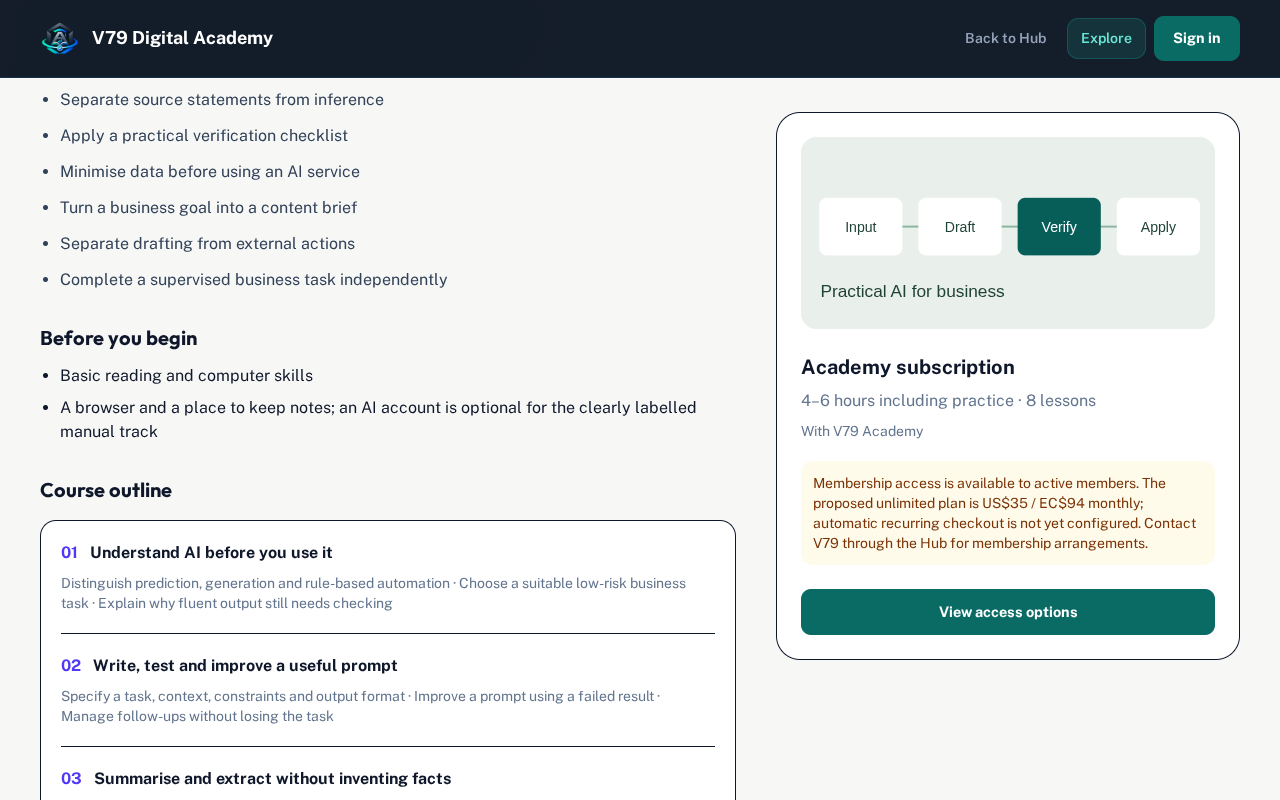 V79 Digital Academy
Back to Hub
Explore
Sign in
• Separate source statements from inference
• Apply a practical verification checklist
• Minimise data before using an AI service
• Turn a business goal into a content brief
• Separate drafting from external actions
• Complete a supervised business task independently
Before you begin
• Basic reading and computer skills
• A browser and a place to keep notes; an AI account is optional for the clearly labelled
manual track
Course outline
01 Understand AI before you use it
Distinguish prediction, generation and rule-based automation · Choose a suitable low-risk business
task · Explain why fluent output still needs checking
02 Write, test and improve a useful prompt
Specify a task, context, constraints and output format · Improve a prompt using a failed result ·
Manage follow-ups without losing the task
03 Summarise and extract without inventing facts
Input
Draft
Verify
Apply
Practical AI for business
Academy subscription
4–6 hours including practice · 8 lessons
With V79 Academy
Membership access is available to active members. The
proposed unlimited plan is US$35 / EC$94 monthly;
automatic recurring checkout is not yet configured. Contact
V79 through the Hub for membership arrangements.
View access options